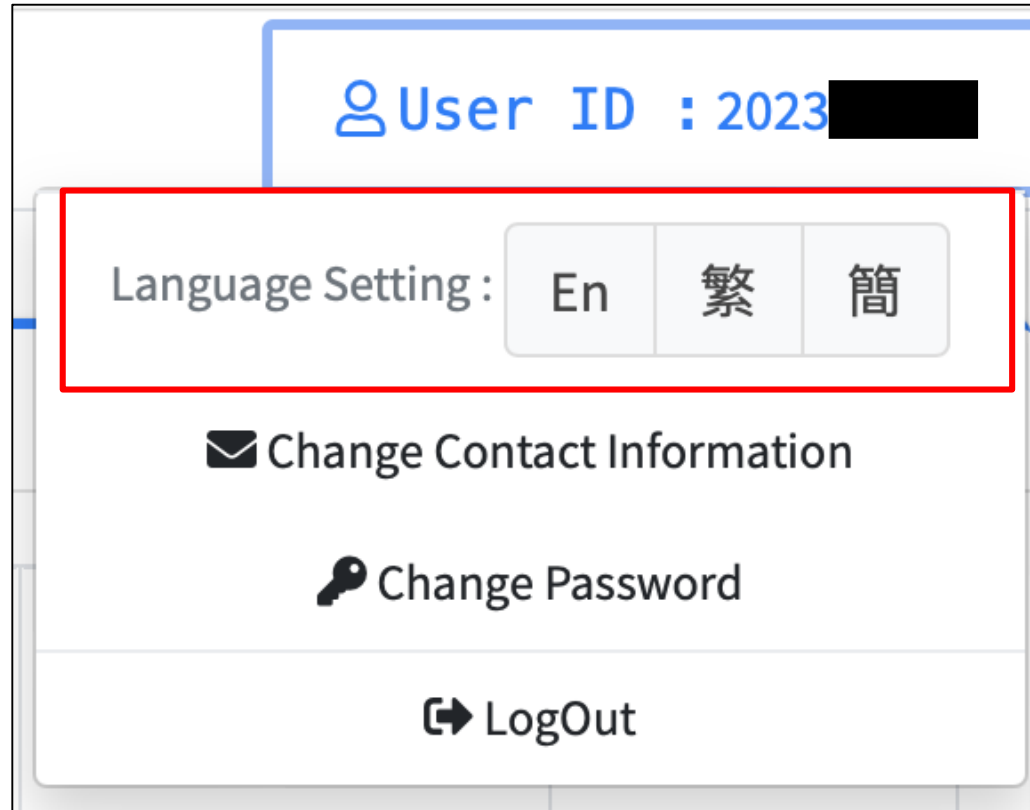 User ID : 2023
Language Setting : En 繁 簡
Change Contact Information
Change Password
LogOut